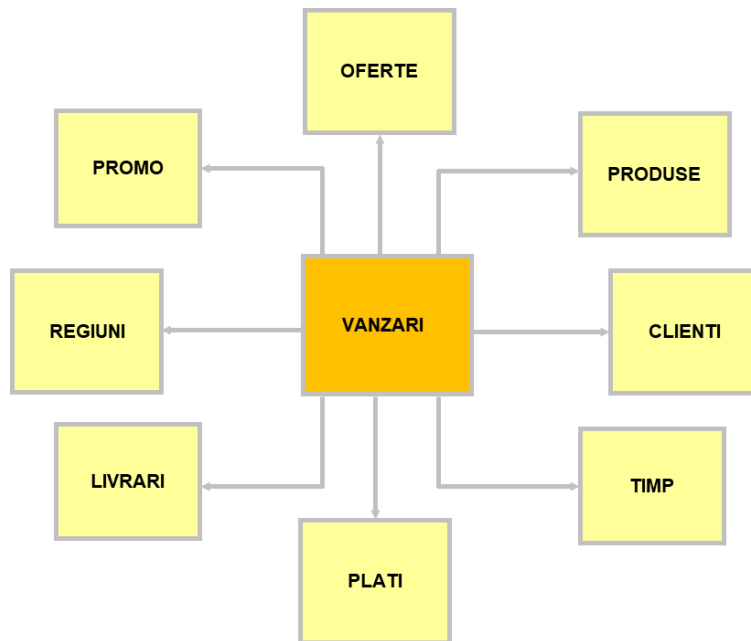 OFERTE
PROMO
PRODUSE
REGIUNI
VANZARI
CLIENTI
LIVRARI
TIMP
PLATI